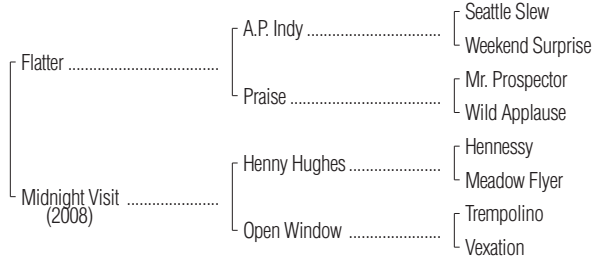 Seattle Slew
A.P. Indy ................................
Weekend Surprise
Flatter ....................................
Mr. Prospector
Praise ....................................
Wild Applause
Hennessy
Henny Hughes ......................
Meadow Flyer
Midnight Visit ......................
(2008)
Trempolino
Open Window ......................
Vexation